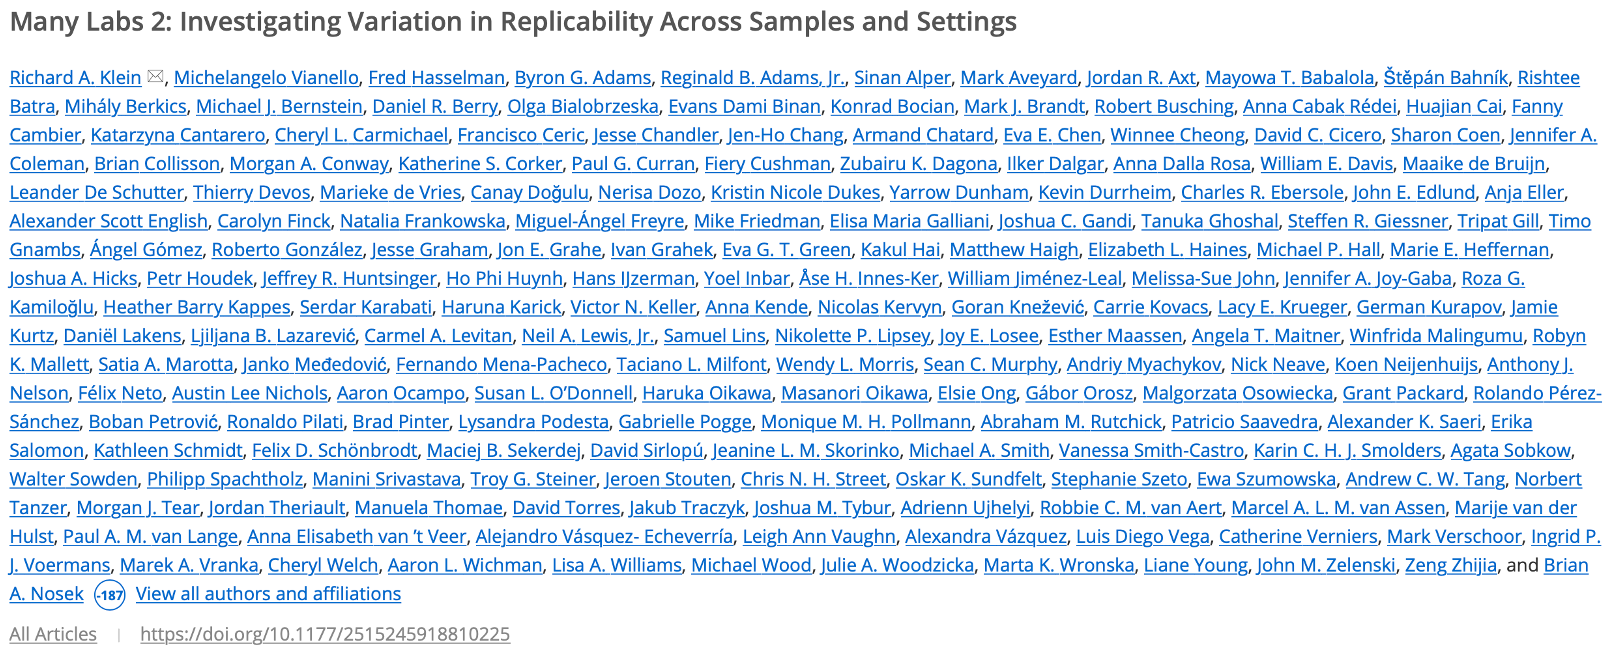 Many Labs 2: Investigating Variation in Replicability Across Samples and Settings
Richard A. Klein, Michelangelo Vianello, Fred Hasselman, Byron G. Adams, Reginald B. Adams, Jr., Sinan Alper, Mark Aveyard, Jordan R. Axt, Mayowa T. Babalola, Štěpán Bahník, Rishtee
Batra, Mihály Berkics, Michael J. Bernstein, Daniel R. Berry, Olga Bialobrzeska, Evans Dami Binan, Konrad Bocian, Mark J. Brandt, Robert Busching, Anna Cabak Rédei, Huajian Cai, Fanny
Cambier, Katarzyna Cantarero, Cheryl L. Carmichael, Francisco Ceric, Jesse Chandler, Jen-Ho Chang, Armand Chatard, Eva E. Chen, Winnee Cheong, David C. Cicero, Sharon Coen, Jennifer A.
Coleman, Brian Collisson, Morgan A. Conway, Katherine S. Corker, Paul G. Curran, Fiery Cushman, Zubairu K. Dagona, Ilker Dalgar, Anna Dalla Rosa, William E. Davis, Maaike de Bruijn,
Leander De Schutter, Thierry Devos, Marieke de Vries, Canay Doğulu, Nerisa Dozo, Kristin Nicole Dukes, Yarrow Dunham, Kevin Durrheim, Charles R. Ebersole, John E. Edlund, Anja Eller,
Alexander Scott English, Carolyn Finck, Natalia Frankowska, Miguel-Ángel Freyre, Mike Friedman, Elisa Maria Galliani, Joshua C. Gandi, Tanuka Ghoshal, Steffen R. Giessner, Tripat Gill, Timo
Gnambs, Ángel Gómez, Roberto González, Jesse Graham, Jon E. Grahe, Ivan Grahek, Eva G. T. Green, Kakul Hai, Matthew Haigh, Elizabeth L. Haines, Michael P. Hall, Marie E. Heffernan,
Joshua A. Hicks, Petr Houdek, Jeffrey R. Huntsinger, Ho Phi Huynh, Hans IJzerman, Yoel Inbar, Åse H. Innes-Ker, William Jiménez-Leal, Melissa-Sue John, Jennifer A. Joy-Gaba, Roza G.
Kamiloğlu, Heather Barry Kappes, Serdar Karabati, Haruna Karick, Victor N. Keller, Anna Kende, Nicolas Kervyn, Goran Knežević, Carrie Kovacs, Lacy E. Krueger, German Kurapov, Jamie
Kurtz, Daniël Lakens, Ljiljana B. Lazarević, Carmel A. Levitan, Neil A. Lewis, Jr., Samuel Lins, Nikolette P. Lipsey, Joy E. Losee, Esther Maassen, Angela T. Maitner, Winfrida Malingumu, Robyn
K. Mallett, Satia A. Marotta, Janko Međedović, Fernando Mena-Pacheco, Taciano L. Milfont, Wendy L. Morris, Sean C. Murphy, Andriy Myachykov, Nick Neave, Koen Neijenhuijs, Anthony J.
Nelson, Félix Neto, Austin Lee Nichols, Aaron Ocampo, Susan L. O’Donnell, Haruka Oikawa, Masanori Oikawa, Elsie Ong, Gábor Orosz, Malgorzata Osowiecka, Grant Packard, Rolando Pérez-
Sánchez, Boban Petrović, Ronaldo Pilati, Brad Pinter, Lysandra Podesta, Gabrielle Pogge, Monique M. H. Pollmann, Abraham M. Rutchick, Patricio Saavedra, Alexander K. Saeri, Erika
Salomon, Kathleen Schmidt, Felix D. Schönbrodt, Maciej B. Sekerdej, David Sirlopú, Jeanine L. M. Skorinko, Michael A. Smith, Vanessa Smith-Castro, Karin C. H. J. Smolders, Agata Sobkow,
Walter Sowden, Philipp Spachtholz, Manini Srivastava, Troy G. Steiner, Jeroen Stouten, Chris N. H. Street, Oskar K. Sundfelt, Stephanie Szeto, Ewa Szumowska, Andrew C. W. Tang, Norbert
Tanzer, Morgan J. Tear, Jordan Theriault, Manuela Thomae, David Torres, Jakub Traczyk, Joshua M. Tybur, Adrienn Ujhelyi, Robbie C. M. van Aert, Marcel A. L. M. van Assen, Marije van der
Hulst, Paul A. M. van Lange, Anna Elisabeth van ’t Veer, Alejandro Vásquez- Echeverría, Leigh Ann Vaughn, Alexandra Vázquez, Luis Diego Vega, Catherine Verniers, Mark Verschoor, Ingrid P.
J. Voermans, Marek A. Vranka, Cheryl Welch, Aaron L. Wichman, Lisa A. Williams, Michael Wood, Julie A. Woodzicka, Marta K. Wronska, Liane Young, John M. Zelenski, Zeng Zhijia, and Brian
A. Nosek -187 View all authors and affiliations
All Articles | https://doi.org/10.1177/2515245918810225